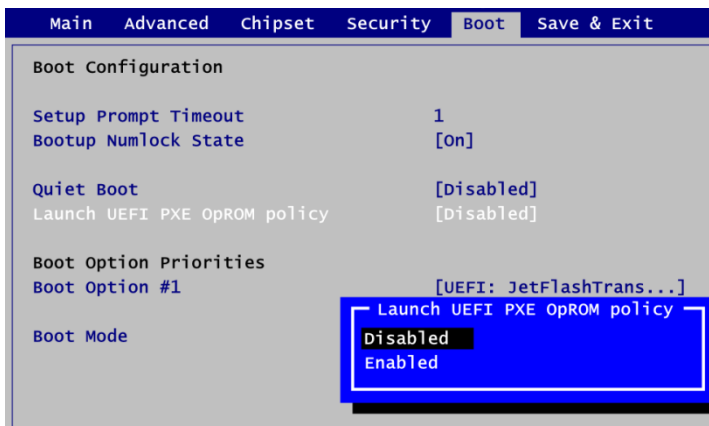 Main Advanced Chipset Security Boot Save & Exit
Boot Configuration
Setup Prompt Timeout 1
Bootup Numlock State [On]
Quiet Boot [Disabled]
Launch UEFI PXE OpROM policy [Disabled]
Boot Option Priorities
Boot Option #1 [UEFI: JetFlashTrans...]
Launch UEFI PXE OpROM policy
Boot Mode
Disabled
Enabled